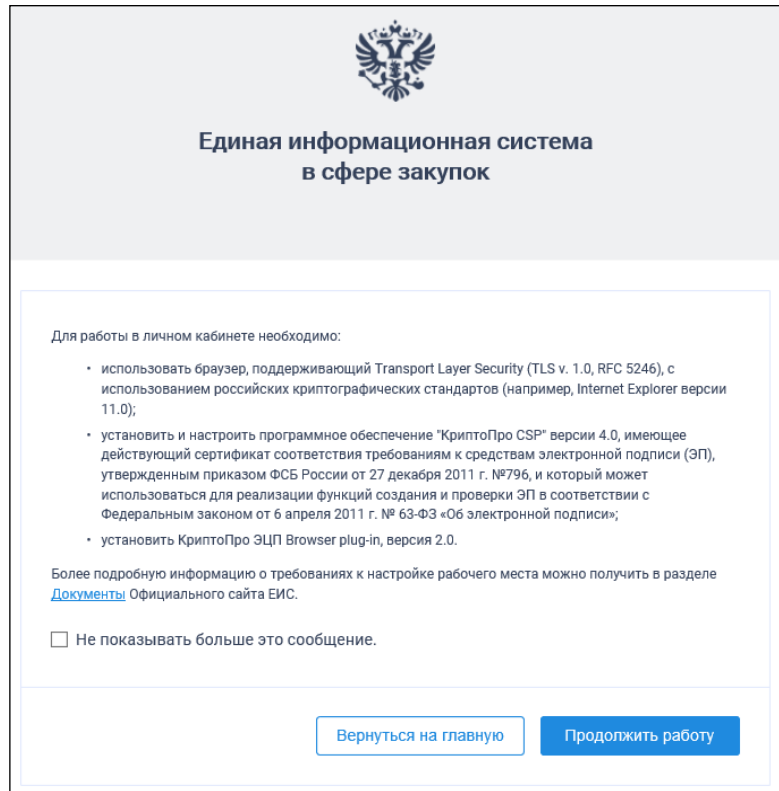 Единая информационная система
в сфере закупок
Для работы в личном кабинете необходимо:
• использовать браузер, поддерживающий Transport Layer Security (TLS v. 1.0, RFC 5246), с
использованием российских криптографических стандартов (например, Internet Explorer версии
11.0);
• установить и настроить программное обеспечение "КриптоПро CSP" версии 4.0, имеющее
действующий сертификат соответствия требованиям к средствам электронной подписи (ЭП),
утвержденным приказом ФСБ России от 27 декабря 2011 г. №796, и который может
использоваться для реализации функций создания и проверки ЭП в соответствии с
Федеральным законом от 6 апреля 2011 г. № 63-ФЗ «Об электронной подписи»;
• установить КриптоПро ЭЦП Browser plug-in, версия 2.0.
Более подробную информацию о требованиях к настройке рабочего места можно получить в разделе
Документы Официального сайта ЕИС.
Не показывать больше это сообщение.
Вернуться на главную
Продолжить работу